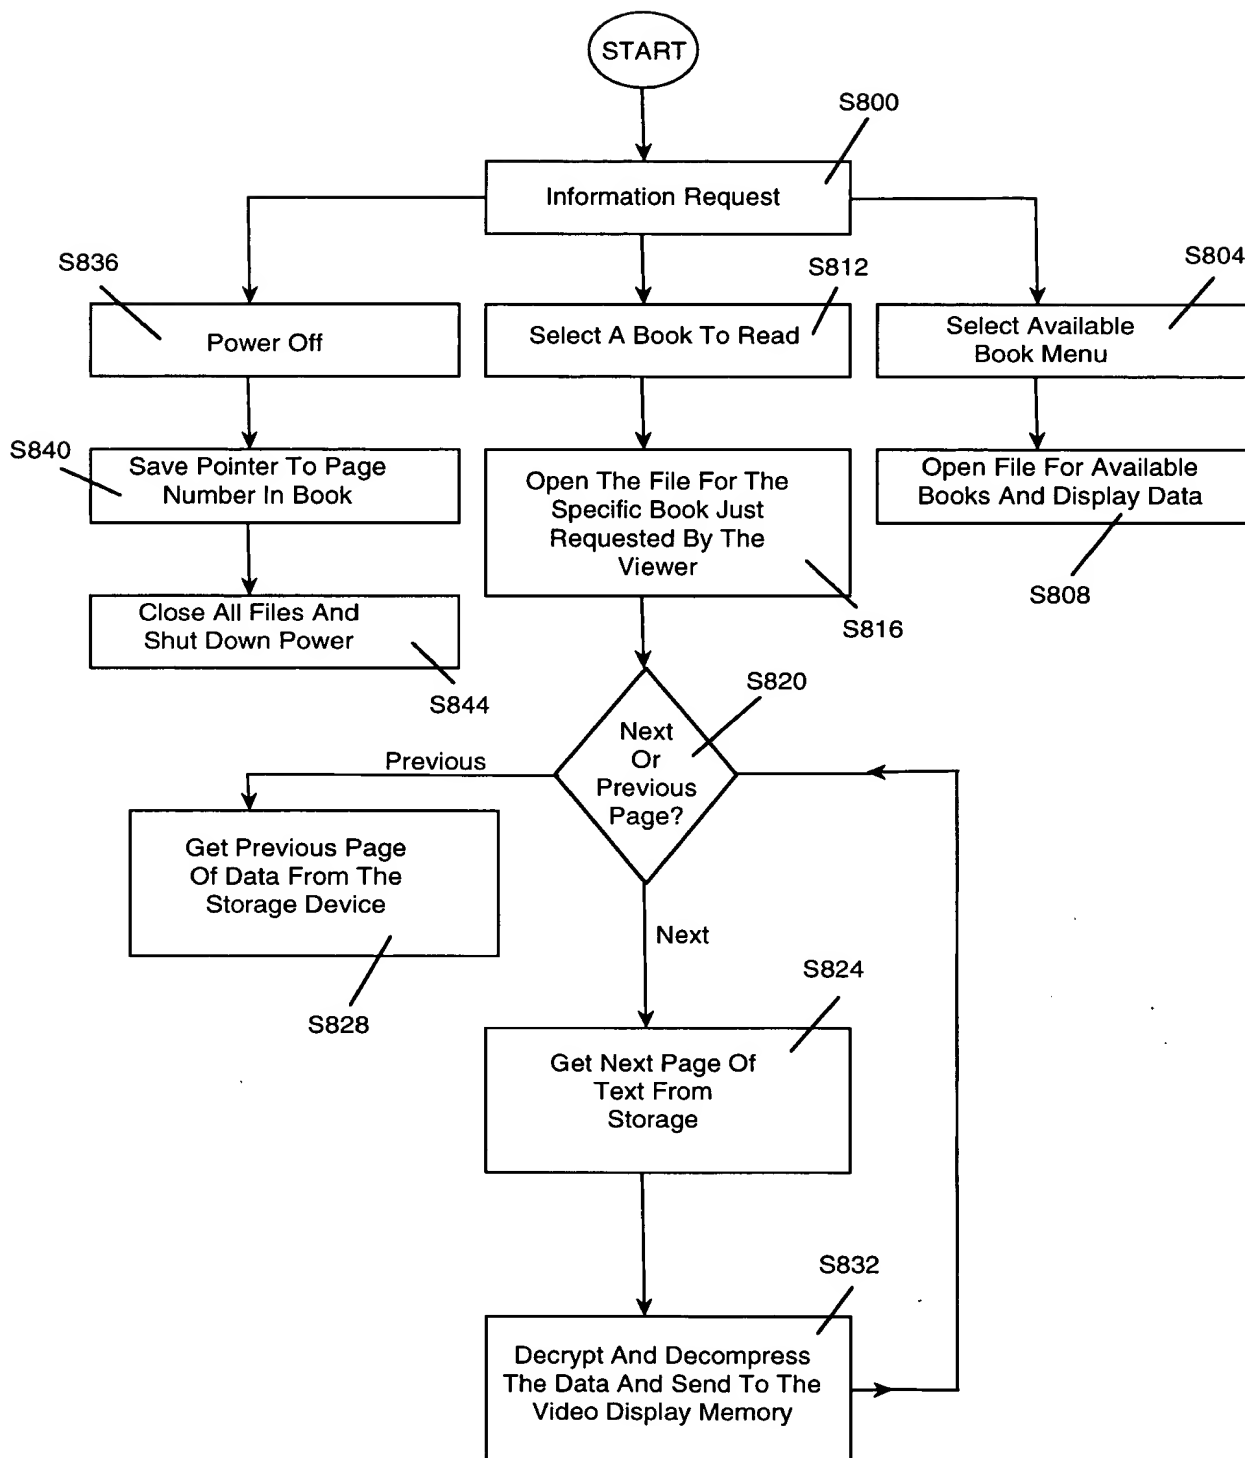 START
S800
Information Request
S836
S812
S804
Power Off
Select A Book To Read
Select Available
Book Menu
S840
Save Pointer To Page
Number In Book
Open The File For The
Specific Book Just
Requested By The
Viewer
Open File For Available
Books And Display Data
S808
Close All Files And
Shut Down Power
S816
S844
S820
Next
Or
Previous
Page?
Previous
Get Previous Page
Of Data From The
Storage Device
Next
S828
S824
Get Next Page Of
Text From
Storage
S832
Decrypt And Decompress
The Data And Send To The
Video Display Memory